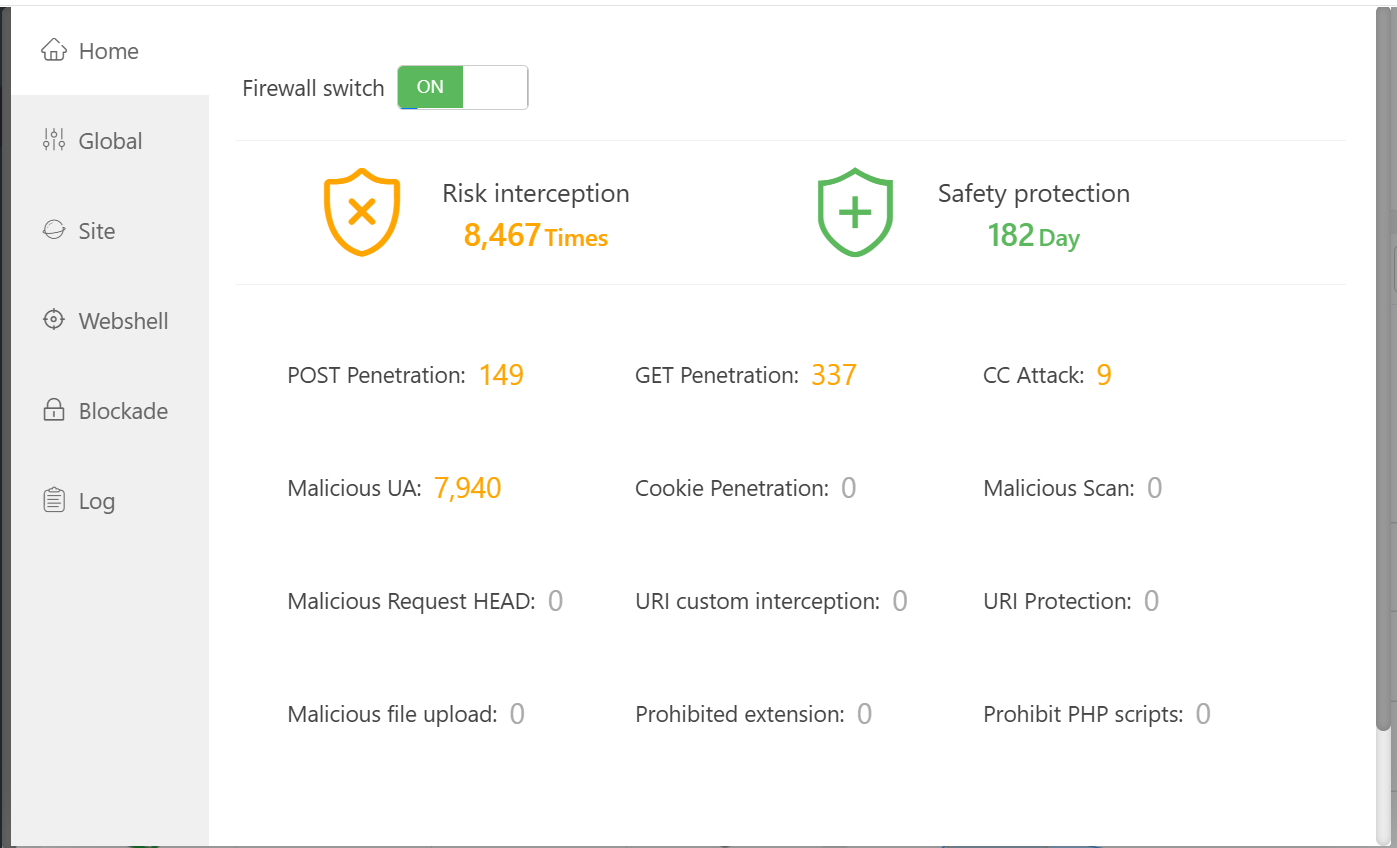 Home
Firewall switch ON
Global
Risk interception
8,467 Times
Safety protection
182 Day
Site
Webshell
Blockade
Log
POST Penetration: 149
GET Penetration: 337
CC Attack: 9
Malicious UA: 7,940
Cookie Penetration: 0
Malicious Scan: 0
Malicious Request HEAD: 0
URI custom interception: 0
URI Protection: 0
Malicious file upload: 0
Prohibited extension: 0
Prohibit PHP scripts: 0